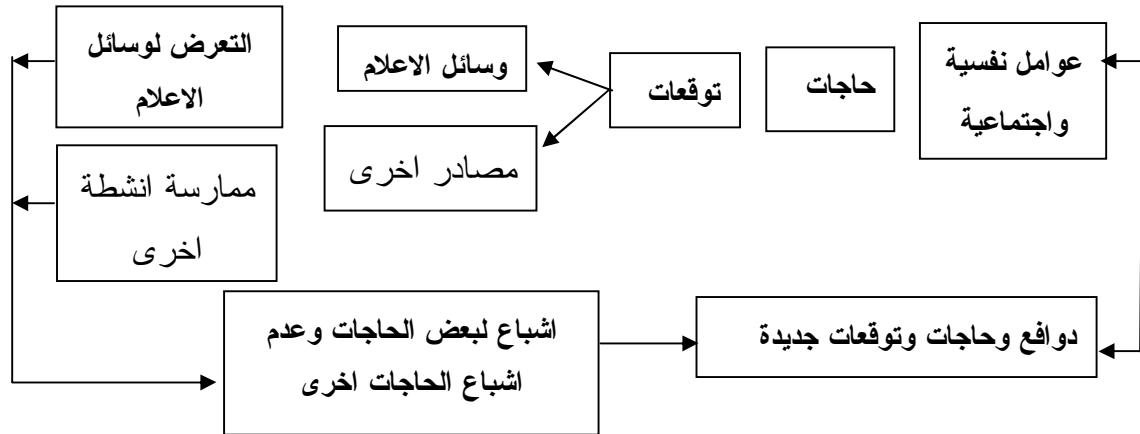 عوامل نفسية
واجتماعية
حاجات
توقعات
وسائل الاعلام
مصادر اخرى
التعرض لوسائل
الاعلام
ممارسة انشطة
اخرى
اشباع لبعض الحاجات وعدم
اشباع الحاجات اخرى
دوافع وحاجات وتوقعات جديدة